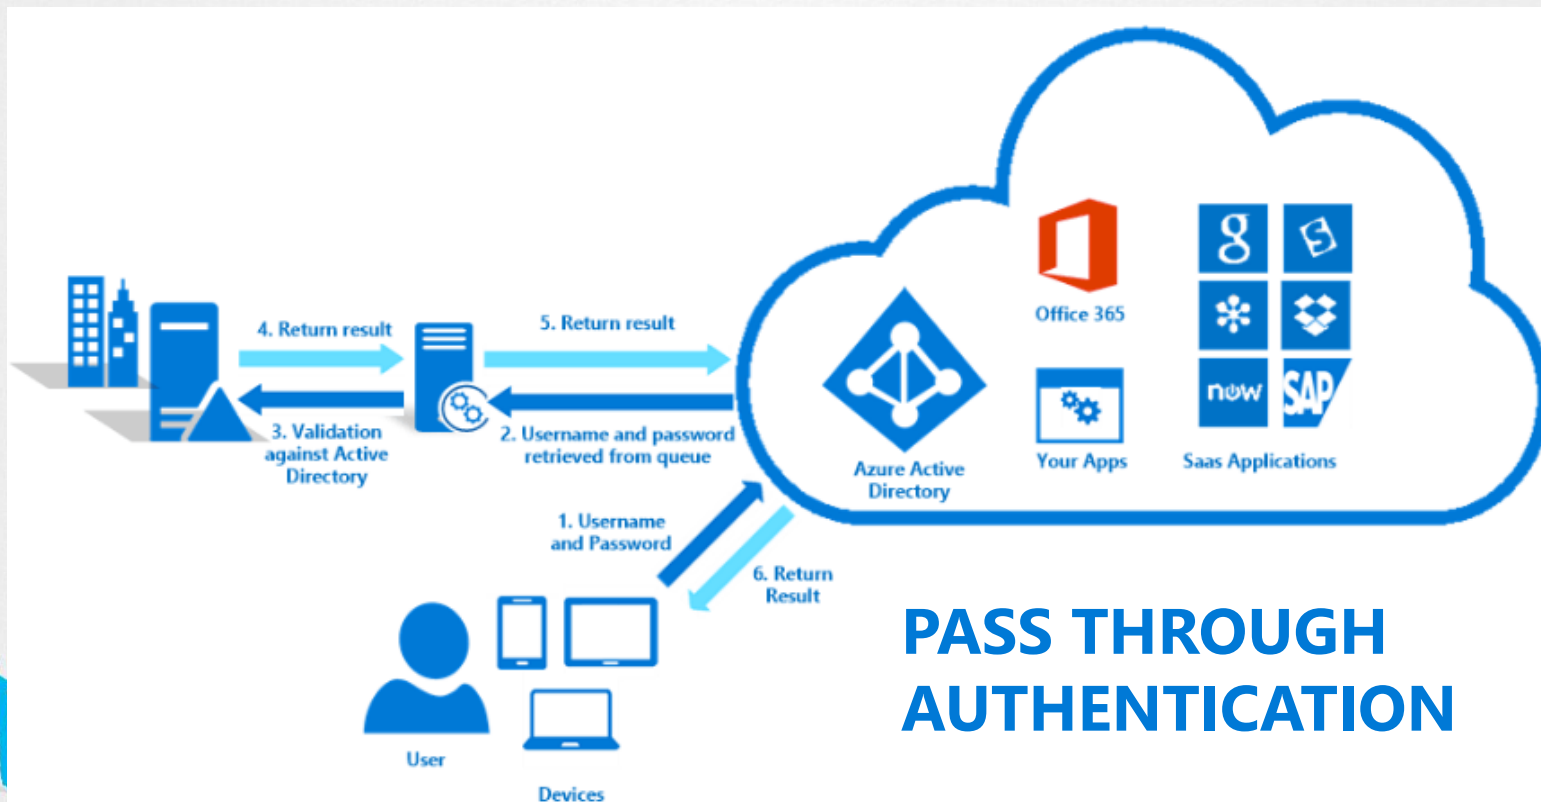 4. Return result
5. Return result
3. Validation
against Active
Directory
2. Username and password
retrieved from queue
1. Username
and Password
6. Return
Result
User
Devices
Azure Active
Directory
Office 365
Your Apps
g
S
now
SAP
Saas Applications
PASS THROUGH
AUTHENTICATION